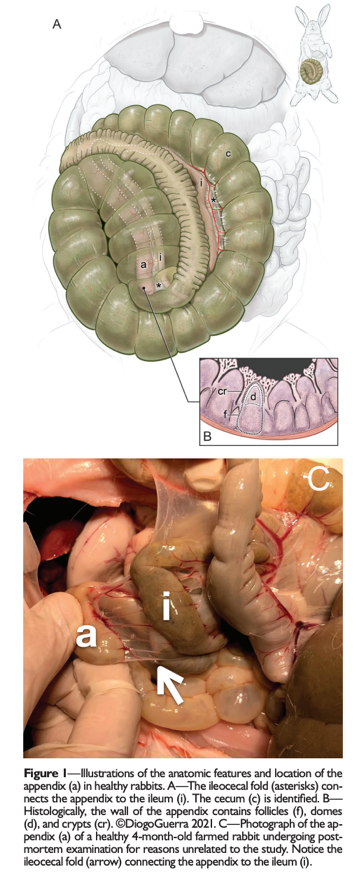 A
c
i
*
a
i
*
*
cr
d
f
B
C
i
a
Figure 1—Illustrations of the anatomic features and location of the
appendix (a) in healthy rabbits. A—The ileocecal fold (asterisks) con-
nects the appendix to the ileum (i). The cecum (c) is identified. B—
Histologically, the wall of the appendix contains follicles (f), domes
(d), and crypts (cr). ©DiogoGuerra 2021. C—Photograph of the ap-
pendix (a) of a healthy 4-month-old farmed rabbit undergoing post-
mortem examination for reasons unrelated to the study. Notice the
ileocecal fold (arrow) connecting the appendix to the ileum (i).